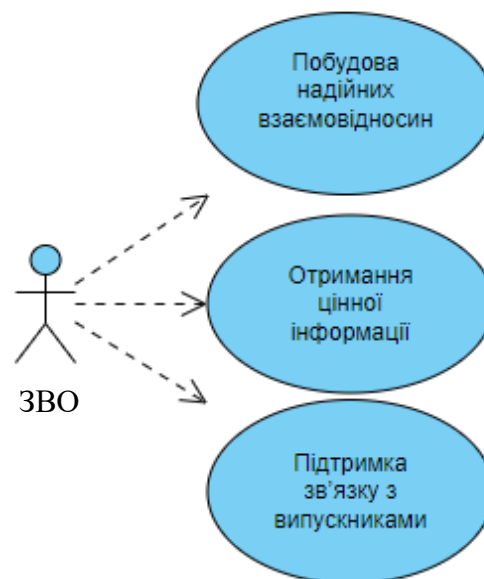 Побудова
надійних
взаємовідносин
Отримання
цінної
інформації
ЗВО
Підтримка
зв’язку з
випускниками